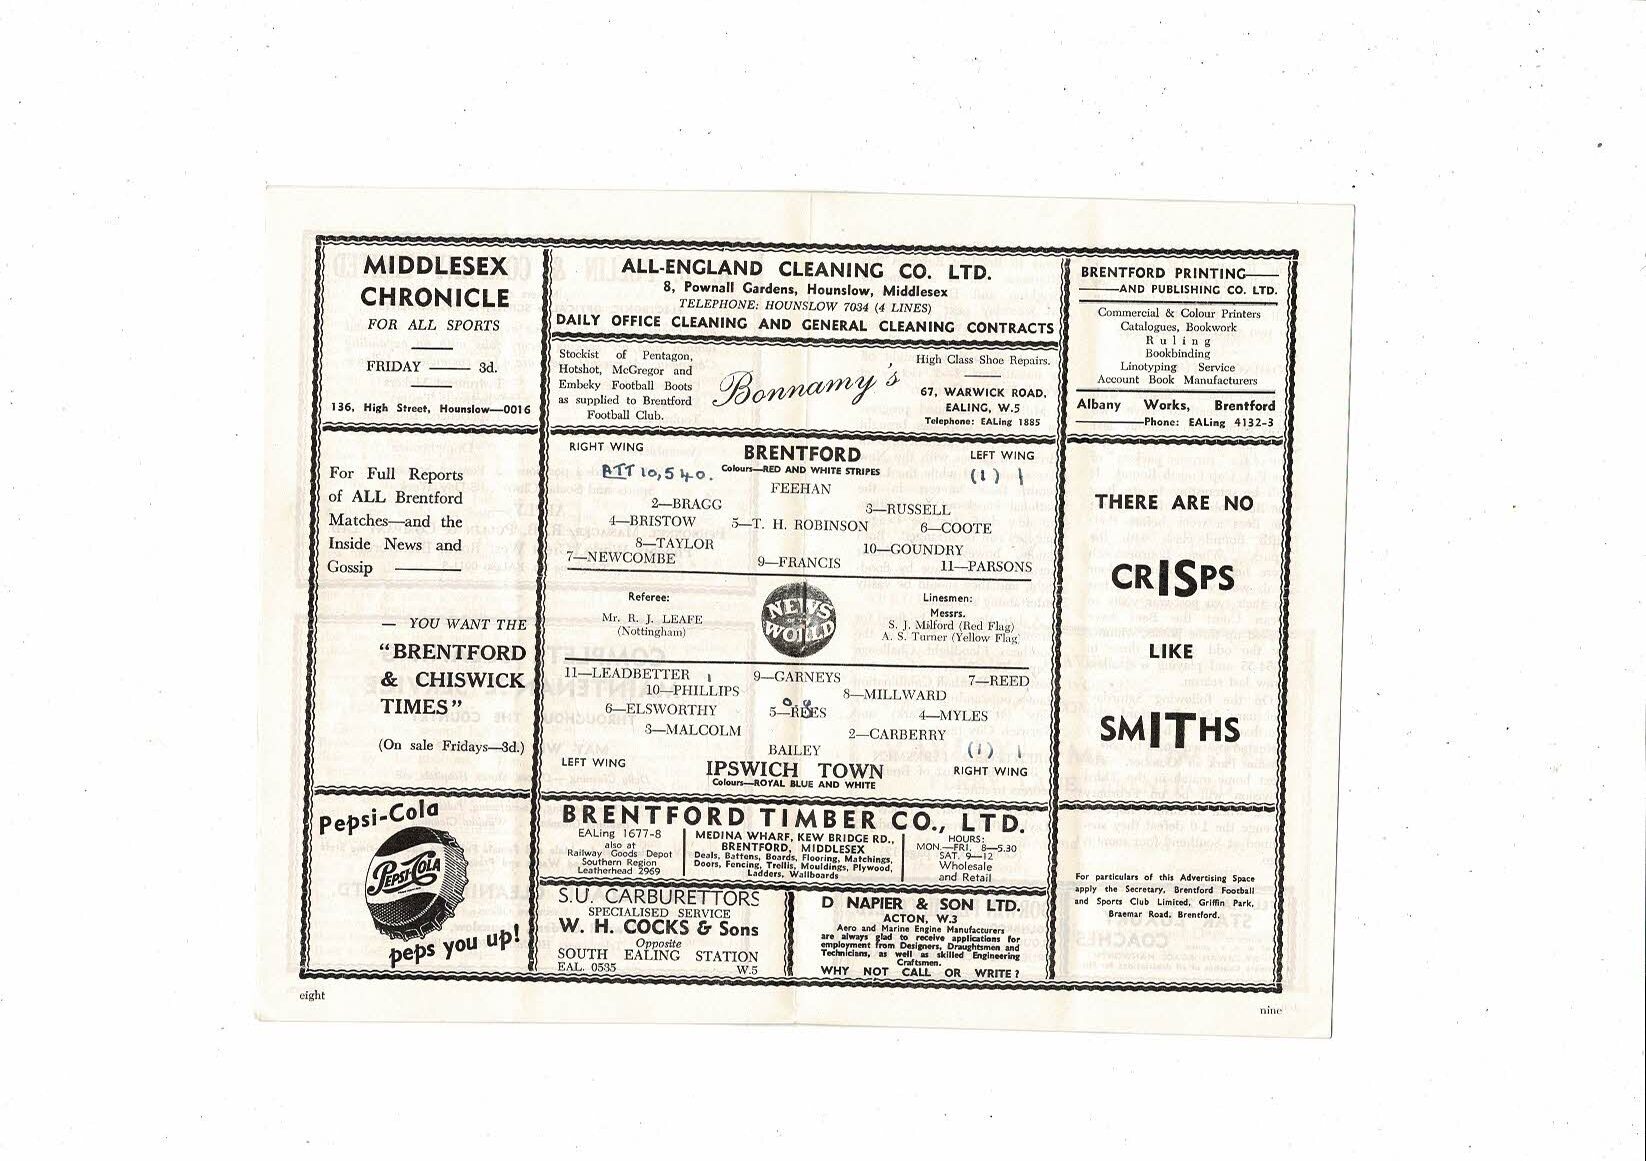 MIDDLESEX
CHRONICLE
FOR ALL SPORTS
FRIDAY —— 3d.
136, High Street, Hounslow—0016
For Full Reports
of ALL Brentford
Matches—and the
Inside News and
Gossip ———
— YOU WANT THE
"BRENTFORD
& CHISWICK
TIMES"
(On sale Fridays—3d.)
Pepsi-Cola
PEPSI-COLA
peps you up!
ALL-ENGLAND CLEANING CO. LTD.
8, Pownall Gardens, Hounslow, Middlesex
TELEPHONE: HOUNSLOW 7034 (4 LINES)
DAILY OFFICE CLEANING AND GENERAL CLEANING CONTRACTS
Stockist of Pentagon,
Hotshot, McGregor and
Embeky Football Boots
as supplied to Brentford
Football Club.
Bonnamy's
High Class Shoe Repairs.
67, WARWICK ROAD,
EALING, W.5
Telephone: EALing 1885
RIGHT WING BRENTFORD LEFT WING
ATT 10,540. Colours—RED AND WHITE STRIPES (1) 1
FEEHAN
2—BRAGG 3—RUSSELL
4—BRISTOW 5—T. H. ROBINSON 6—COOTE
8—TAYLOR 10—GOUNDRY
7—NEWCOMBE 9—FRANCIS 11—PARSONS
Referee:
Mr. R. J. LEAFE
(Nottingham)
NEWS
OF THE
WORLD
Linesmen:
Messrs.
S. J. Milford (Red Flag)
A. S. Turner (Yellow Flag)
11—LEADBETTER 1 9—GARNEYS 7—REED
10—PHILLIPS 8—MILLWARD
6—ELSWORTHY 5—REES 4—MYLES
3—MALCOLM 2—CARBERRY
BAILEY (1) 1
LEFT WING IPSWICH TOWN RIGHT WING
Colours—ROYAL BLUE AND WHITE
BRENTFORD TIMBER CO., LTD.
EALing 1677-8
also at
Railway Goods Depot
Southern Region
Leatherhead 2969
MEDINA WHARF, KEW BRIDGE RD.,
BRENTFORD, MIDDLESEX
Deals, Battens, Boards, Flooring, Matchings,
Doors, Fencing, Trellis, Mouldings, Plywood,
Ladders, Wallboards
HOURS:
MON.—FRI. 8—5.30
SAT. 9—12
Wholesale
and Retail
S.U. CARBURETTORS
SPECIALISED SERVICE
W. H. COCKS & Sons
Opposite
SOUTH EALING STATION
EAL. 0535 W.5
D NAPIER & SON LTD.
ACTON, W.3
Aero and Marine Engine Manufacturers
are always glad to receive applications for
employment from Designers, Draughtsmen and
Technicians, as well as skilled Engineering
Craftsmen.
WHY NOT CALL OR WRITE?
BRENTFORD PRINTING——
——AND PUBLISHING CO. LTD.
Commercial & Colour Printers
Catalogues, Bookwork
Ruling
Bookbinding
Linotyping Service
Account Book Manufacturers
Albany Works, Brentford
———Phone: EALing 4132-3
THERE ARE NO
CRISPS
LIKE
SMITHS
For particulars of this Advertising Space
apply the Secretary, Brentford Football
and Sports Club Limited, Griffin Park,
Braemar Road, Brentford.
eight
nine